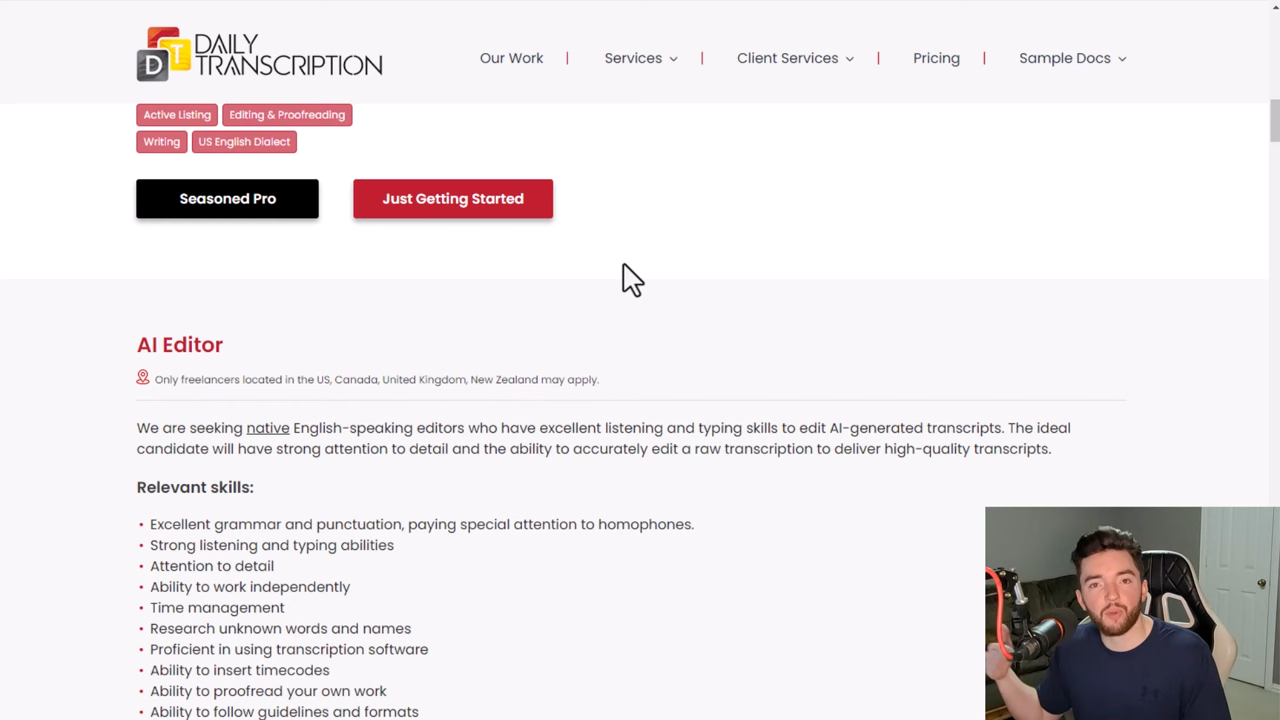 DAILY
TRANSCRIPTION
D T
Our Work | Services | Client Services | Pricing | Sample Docs
Active Listing Editing & Proofreading
Writing US English Dialect
Seasoned Pro Just Getting Started
AI Editor
Only freelancers located in the US, Canada, United Kingdom, New Zealand may apply.
We are seeking native English-speaking editors who have excellent listening and typing skills to edit AI-generated transcripts. The ideal
candidate will have strong attention to detail and the ability to accurately edit a raw transcription to deliver high-quality transcripts.
Relevant skills:
• Excellent grammar and punctuation, paying special attention to homophones.
• Strong listening and typing abilities
• Attention to detail
• Ability to work independently
• Time management
• Research unknown words and names
• Proficient in using transcription software
• Ability to insert timecodes
• Ability to proofread your own work
• Ability to follow guidelines and formats